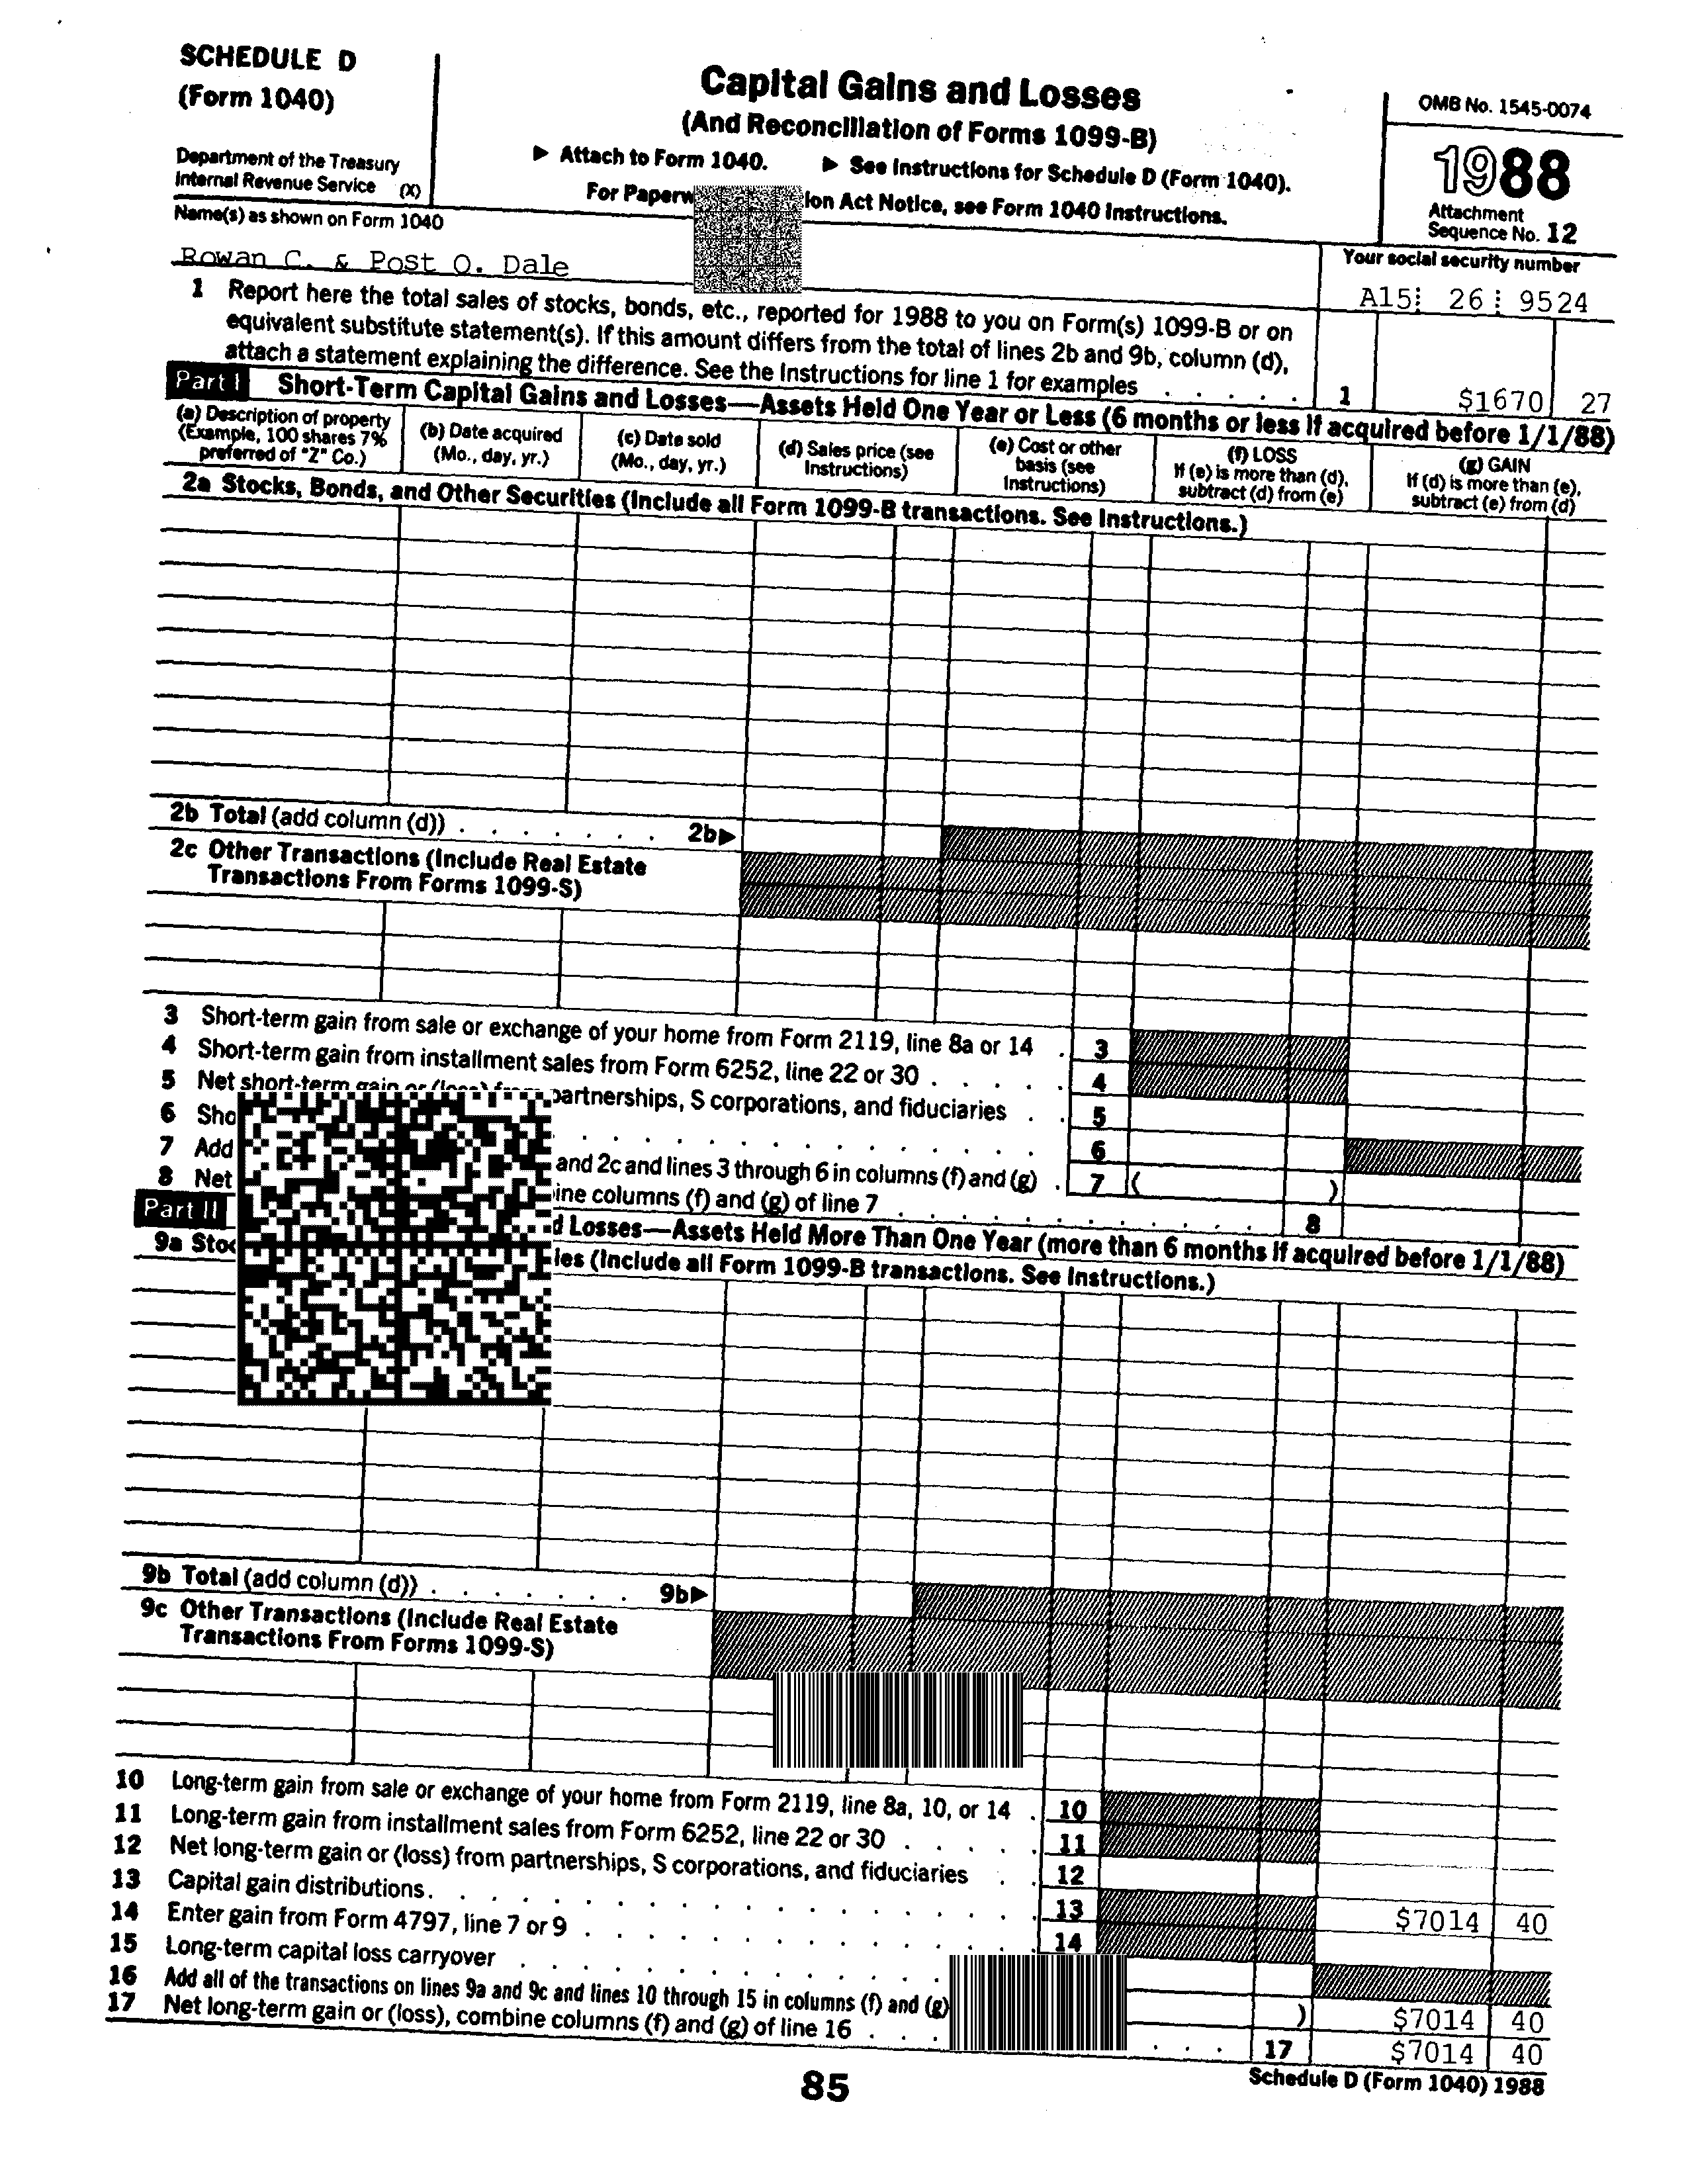 SCHEDULE D
(Form 1040)
Department of the Treasury
Internal Revenue Service (X)
Capital Gains and Losses
(And Reconciliation of Forms 1099-B)
▶ Attach to Form 1040. ▶ See Instructions for Schedule D (Form 1040).
For Act Notice, see Form 1040 Instructions.
OMB No. 1545-0074
1988
Attachment
Sequence No. 12
Name(s) as shown on Form 1040
Rowan C. & Post O. Dale
Your social security number
A15 26 9524
1 Report here the total sales of stocks, bonds, etc., reported for 1988 to you on Form(s) 1099-B or on
equivalent substitute statement(s). If this amount differs from the total of lines 2b and 9b, column (d),
attach a statement explaining the difference. See the Instructions for line 1 for examples . . . . . 1 $1670 27
Part I Short-Term Capital Gains and Losses—Assets Held One Year or Less (6 months or less if acquired before 1/1/88)
(a) Description of property
(Example, 100 shares 7%
preferred of "Z" Co.)
(b) Date acquired
(Mo., day, yr.)
(c) Date sold
(Mo., day, yr.)
(d) Sales price (see
Instructions)
(e) Cost or other
basis (see
Instructions)
(f) LOSS
If (e) is more than (d),
subtract (d) from (e)
(g) GAIN
If (d) is more than (e),
subtract (e) from (d)
2a Stocks, Bonds, and Other Securities (Include all Form 1099-B transactions. See Instructions.)
2b Total (add column (d)) . . . . . . . 2b▶
2c Other Transactions (Include Real Estate
Transactions From Forms 1099-S)
3 Short-term gain from sale or exchange of your home from Form 2119, line 8a or 14 . 3
4 Short-term gain from installment sales from Form 6252, line 22 or 30 . . . . . 4
5 Net short-term gain or (loss) from partnerships, S corporations, and fiduciaries . . 5
6 . . . . . . . . . . . . . . 6
7 Add and 2c and lines 3 through 6 in columns (f) and (g) . 7 ( )
8 Net columns (f) and (g) of line 7 . . . . . . . . . . . . 8
Part II Losses—Assets Held More Than One Year (more than 6 months if acquired before 1/1/88)
9a (Include all Form 1099-B transactions. See Instructions.)
9b Total (add column (d)) . . . . . . . 9b▶
9c Other Transactions (Include Real Estate
Transactions From Forms 1099-S)
10 Long-term gain from sale or exchange of your home from Form 2119, line 8a, 10, or 14 . 10
11 Long-term gain from installment sales from Form 6252, line 22 or 30 . . . . . 11
12 Net long-term gain or (loss) from partnerships, S corporations, and fiduciaries . . 12
13 Capital gain distributions. . . . . . . . . . . . . . . . 13 $7014 40
14 Enter gain from Form 4797, line 7 or 9 . . . . . . . . . . . . 14
15 Long-term capital loss carryover . . . . . . . . . . . . .
16 Add all of the transactions on lines 9a and 9c and lines 10 through 15 in columns (f) and (g) ) $7014 40
17 Net long-term gain or (loss), combine columns (f) and (g) of line 16 . . . . . . 17 $7014 40
85
Schedule D (Form 1040) 1988